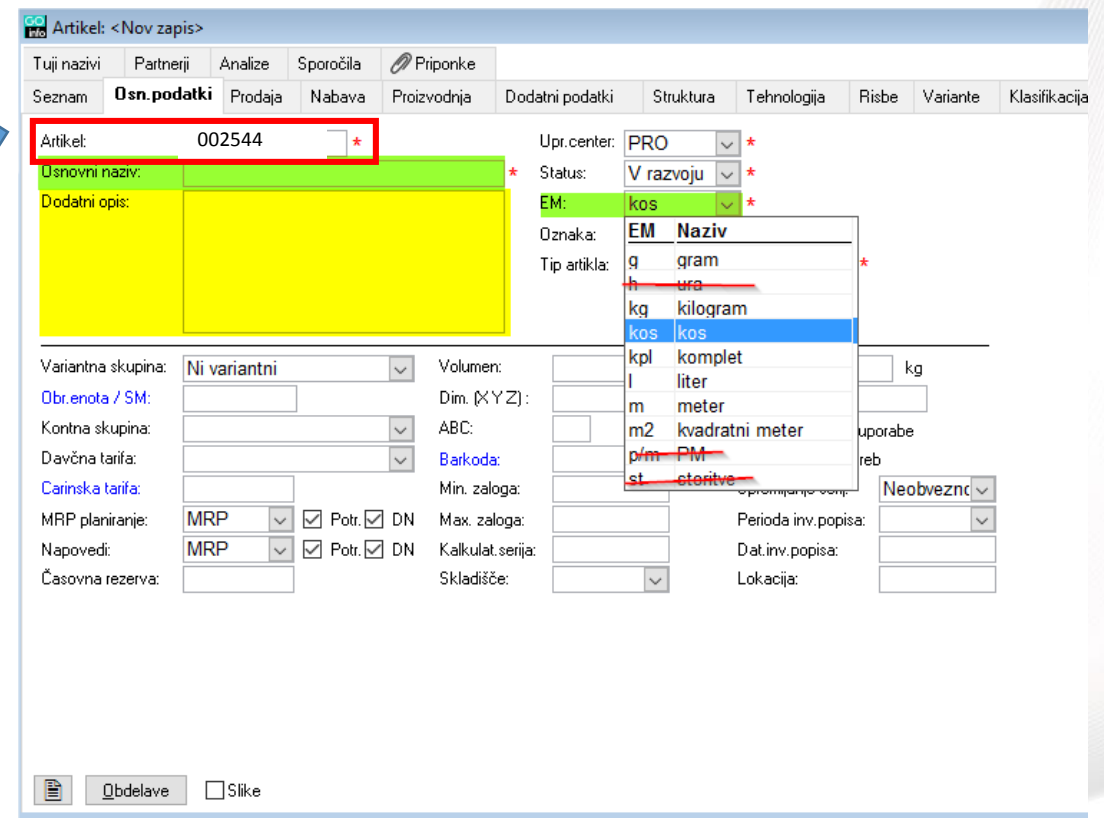 GO info Artikel: <Nov zapis>
Tuji nazivi Partnerji Analize Sporočila Priponke
Seznam Osn.podatki Prodaja Nabava Proizvodnja Dodatni podatki Struktura Tehnologija Risbe Variante Klasifikacija
Artikel: 002544 * Upr.center: PRO *
Osnovni naziv: * Status: V razvoju *
Dodatni opis: EM: kos *
Oznaka: EM Naziv
Tip artikla: g gram *
h ura
kg kilogram
kos kos
kpl komplet
l liter
m meter
m2 kvadratni meter
p/m PM
st storitve
Variantna skupina: Ni variantni Volumen: kg
Obr.enota / SM: Dim. (X Y Z) :
Kontna skupina: ABC: uporabe
Davčna tarifa: Barkoda: reb
Carinska tarifa: Min. zaloga: Neobvezno
MRP planiranje: MRP Potr. DN Max. zaloga: Perioda inv.popisa:
Napovedi: MRP Potr. DN Kalkulat.serija: Dat.inv.popisa:
Časovna rezerva: Skladišče: Lokacija:
Obdelave Slike